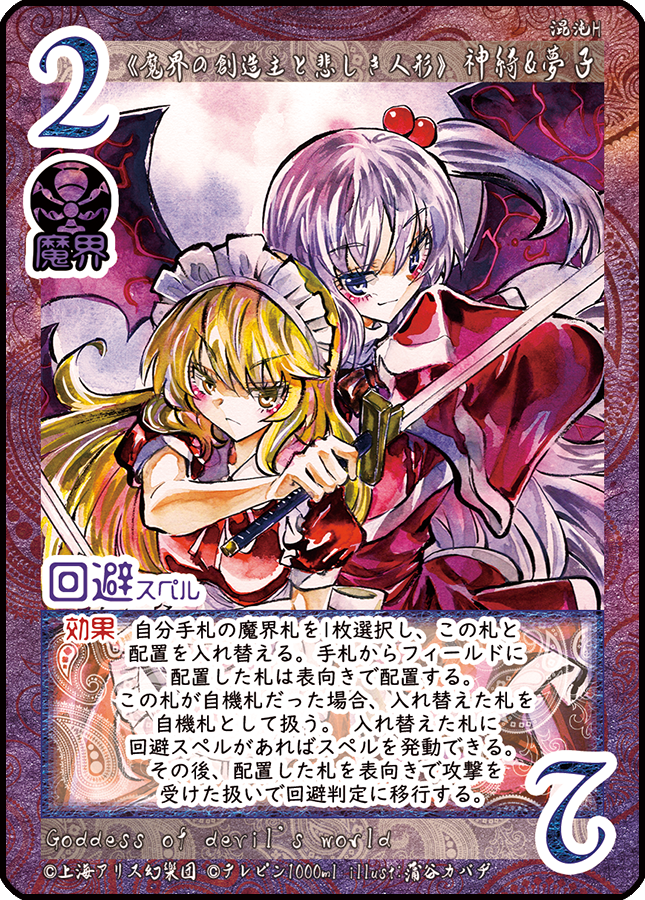 混沌H
2
《魔界の創造主と悲しき人形》 神綺&夢子
魔界
回避スペル
効果 自分手札の魔界札を1枚選択し、この札と
配置を入れ替える。手札からフィールドに
配置した札は表向きで配置する。
この札が自機札だった場合、入れ替えた札を
自機札として扱う。 入れ替えた札に
回避スペルがあればスペルを発動できる。
その後、配置した札を表向きで攻撃を
受けた扱いで回避判定に移行する。
2
Goddess of devil's world
©上海アリス幻樂団 ©テレピン1000ml illust:蒲谷カバヂ